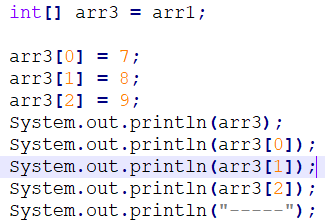 int[] arr3 = arr1;
arr3[0] = 7;
arr3[1] = 8;
arr3[2] = 9;
System.out.println(arr3);
System.out.println(arr3[0]);
System.out.println(arr3[1]);
System.out.println(arr3[2]);
System.out.println("-----");